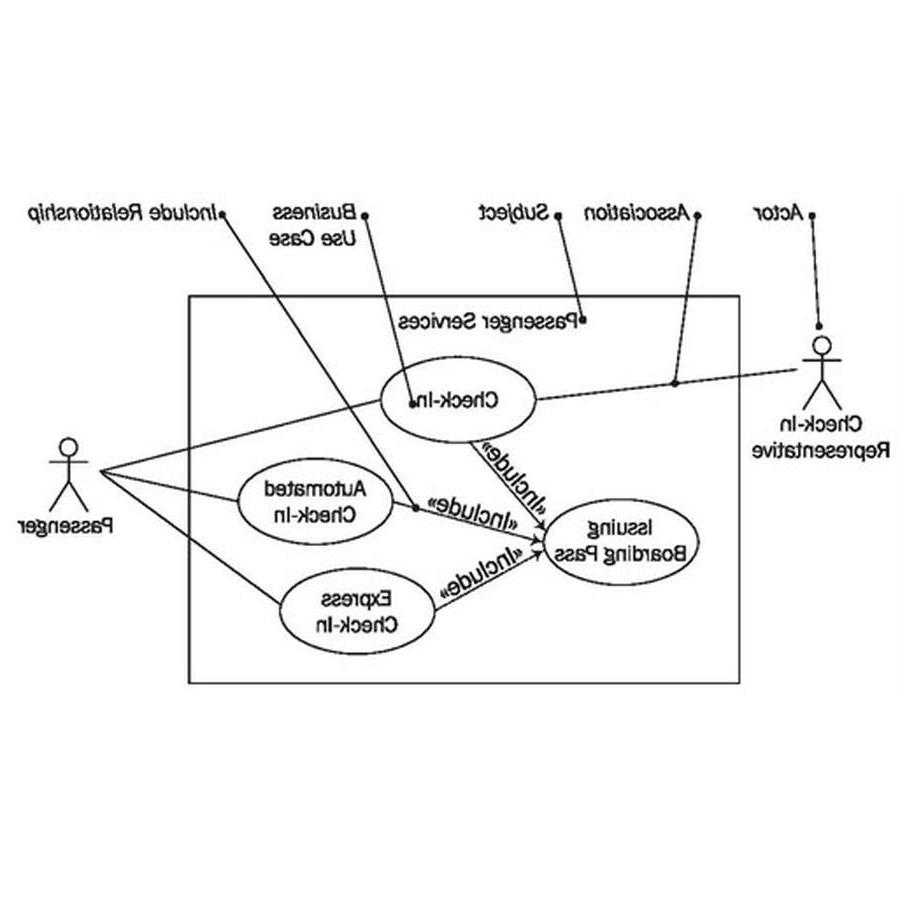 Include Relationship
Business
Use Case
Subject
Association
Actor
Passenger Services
Check-In
Check-In
Representative
«Include»
Passenger
Automated
Check-In
«Include»
Issuing
Boarding Pass
«Include»
Express
Check-In